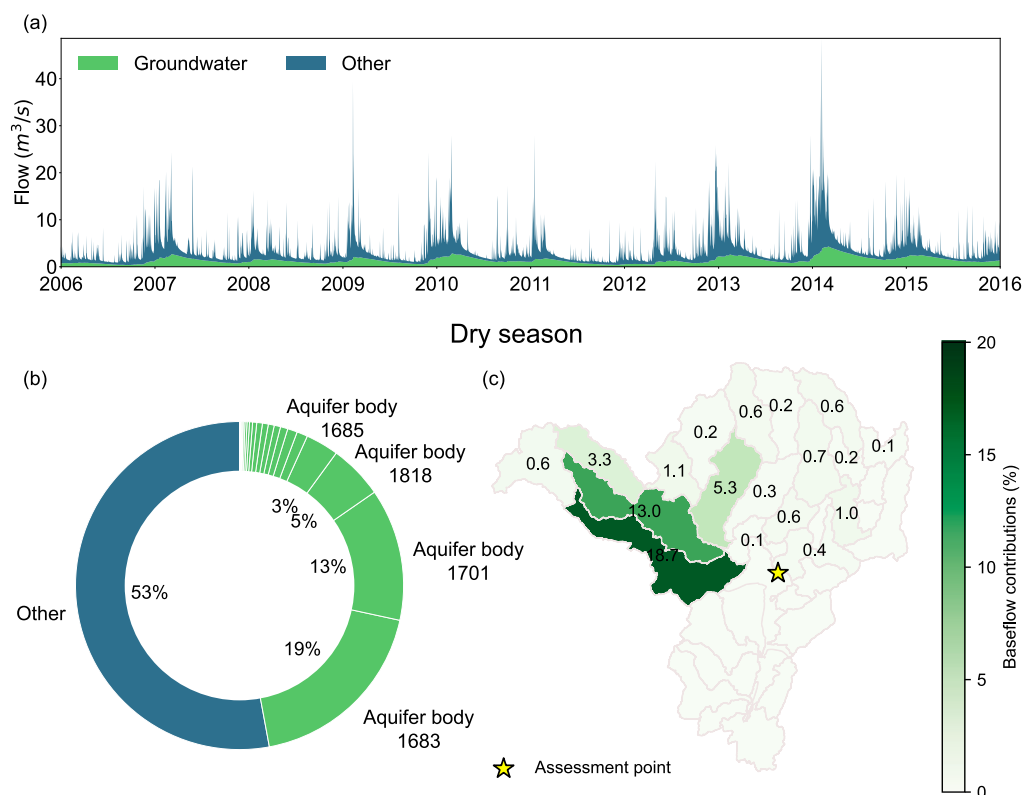 (a)
Groundwater
Other
Flow (m³/s)
40
30
20
10
0
2006 2007 2008 2009 2010 2011 2012 2013 2014 2015 2016
Dry season
(b)
Aquifer body
1685
Aquifer body
1818
Aquifer body
1701
Aquifer body
1683
Other
3%
5%
13%
19%
53%
(c)
0.6
0.2
0.6
0.2
0.1
0.7
0.2
0.6
3.3
1.1
5.3
0.3
13.0
0.6
1.0
0.1
0.4
18.7
Assessment point
20
15
10
5
0
Baseflow contributions (%)